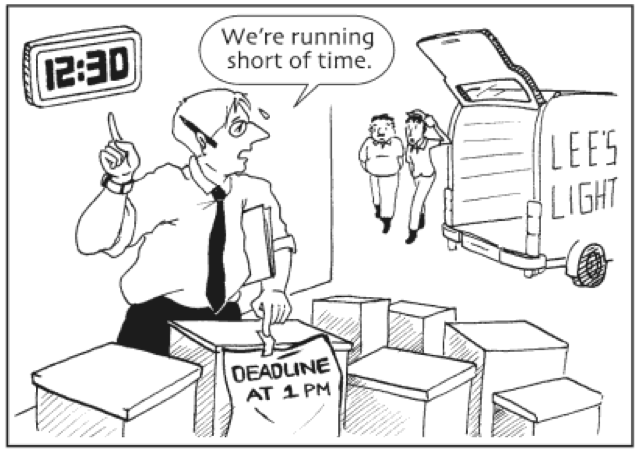 12:30
We're running
short of time.
LEE'S
LIGHT
DEADLINE
AT 1 PM